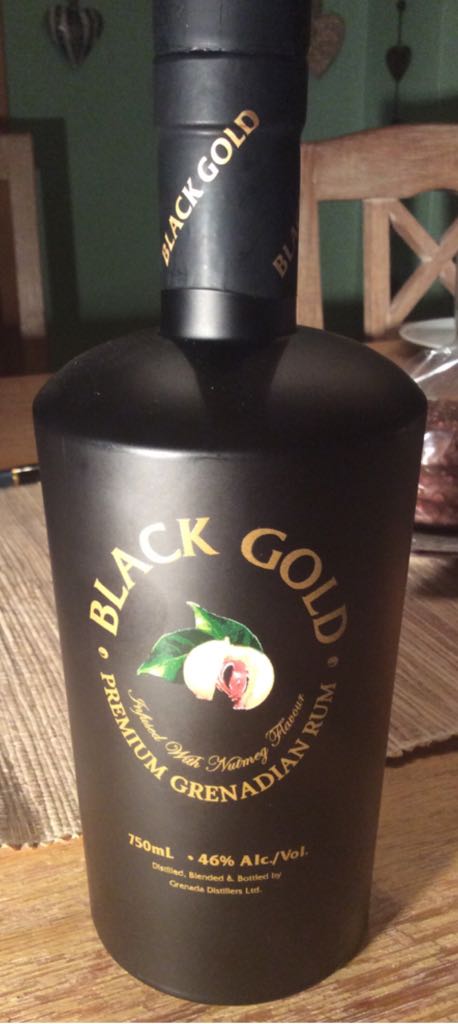 BLACK GOLD
BLA
BLACK GOLD
Infused With Nutmeg Flavour
PREMIUM GRENADIAN RUM
750mL • 46% Alc./Vol.
Distilled, Blended & Bottled by
Grenada Distillers Ltd.